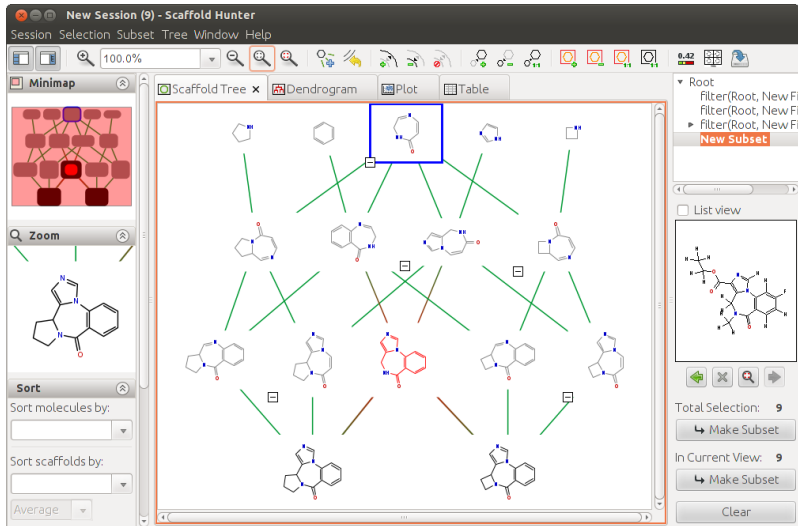 New Session (9) - Scaffold Hunter
Session Selection Subset Tree Window Help
100.0%
0.42
Minimap
Zoom
Sort
Sort molecules by:
Sort scaffolds by:
Average
Scaffold Tree
Dendrogram
Plot
Table
Root
filter(Root, New Fi
filter(Root, New Fi
filter(Root, New Fi
New Subset
List view
Total Selection: 9
Make Subset
In Current View: 9
Make Subset
Clear